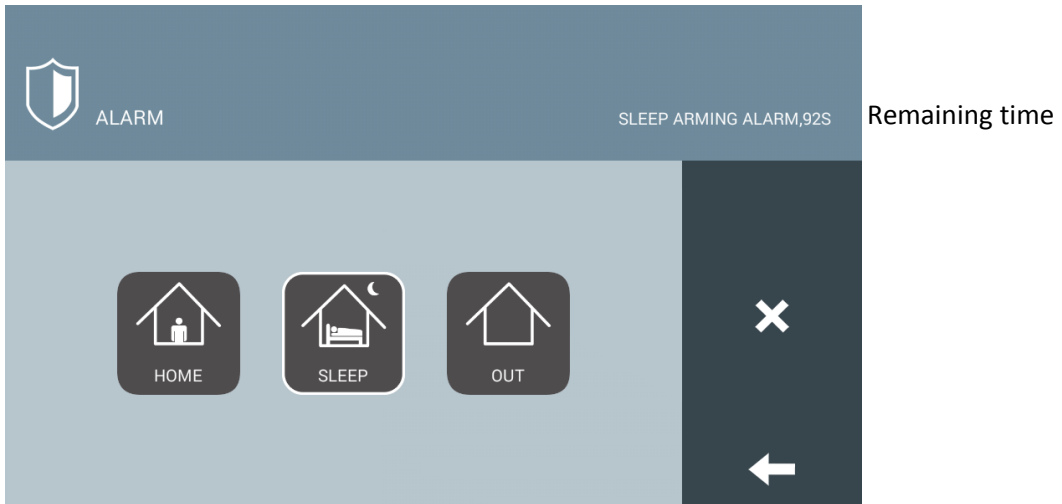 ALARM
SLEEP ARMING ALARM,92S
Remaining time
HOME
SLEEP
OUT